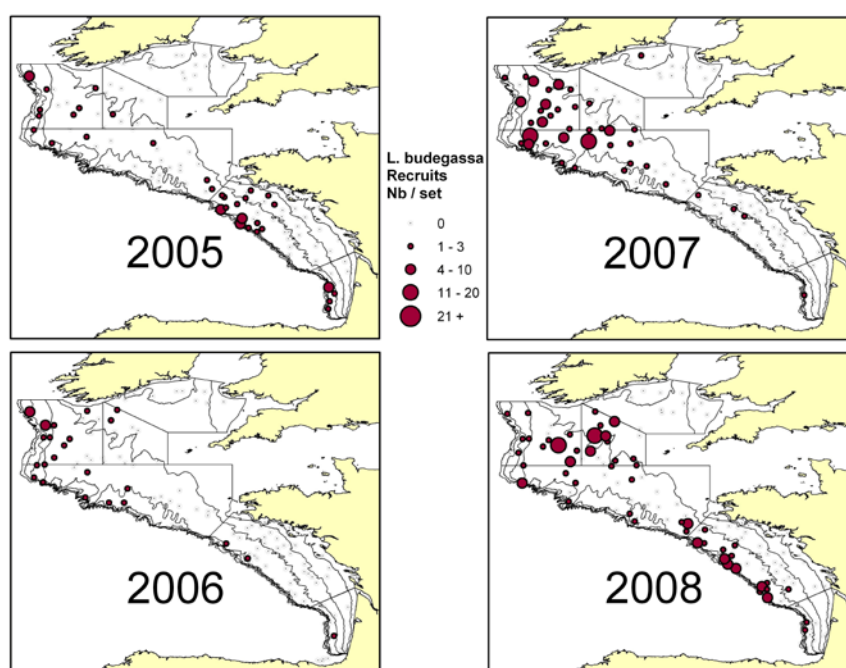 2005
2007
L. budegassa
Recruits
Nb / set
0
1 - 3
4 - 10
11 - 20
21 +
2006
2008